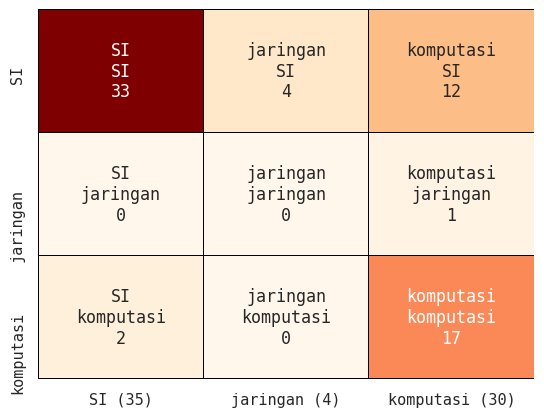 SI
SI
SI
33
jaringan
SI
4
komputasi
SI
12
jaringan
SI
jaringan
0
jaringan
jaringan
0
komputasi
jaringan
1
komputasi
SI
komputasi
2
jaringan
komputasi
0
komputasi
komputasi
17
SI (35)
jaringan (4)
komputasi (30)